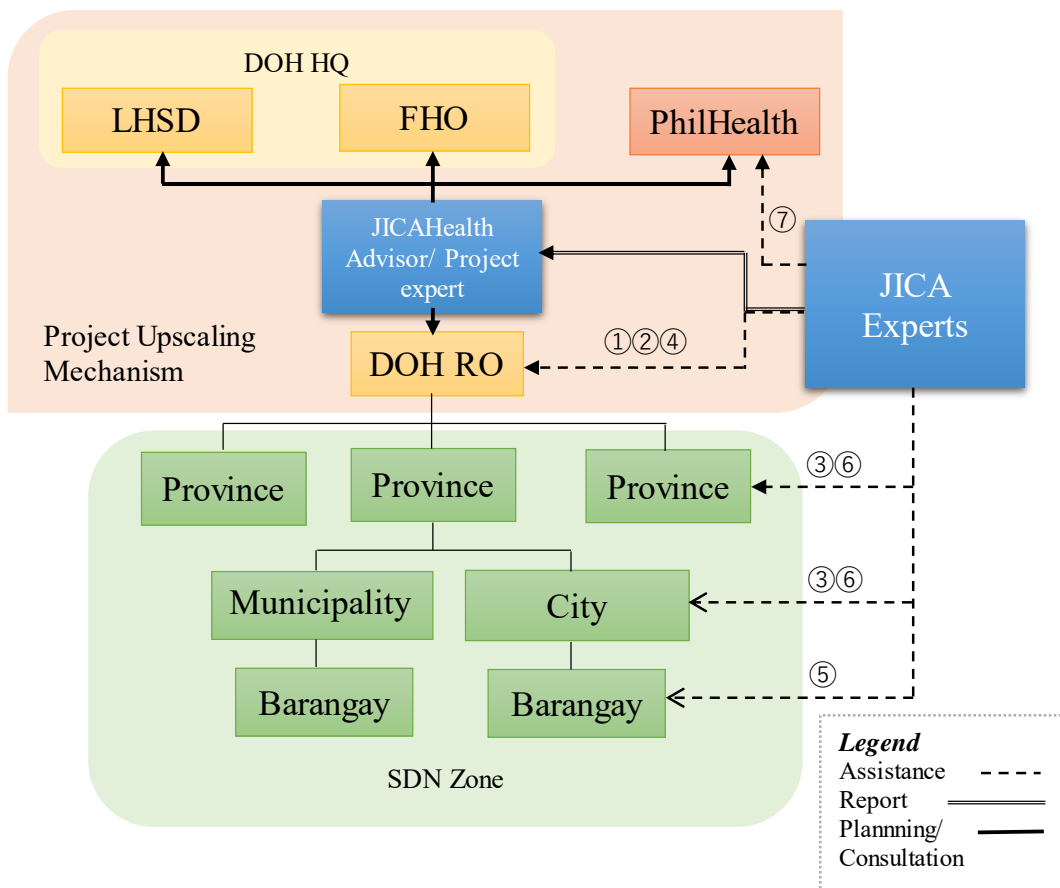 DOH HQ
LHSD
FHO
PhilHealth
⑦
JICAHealth
Advisor/ Project
expert
JICA
Experts
Project Upscaling
Mechanism
①②④
DOH RO
Province
Province
Province
③⑥
Municipality
City
③⑥
Barangay
Barangay
⑤
SDN Zone
Legend
Assistance
Report
Plannning/
Consultation